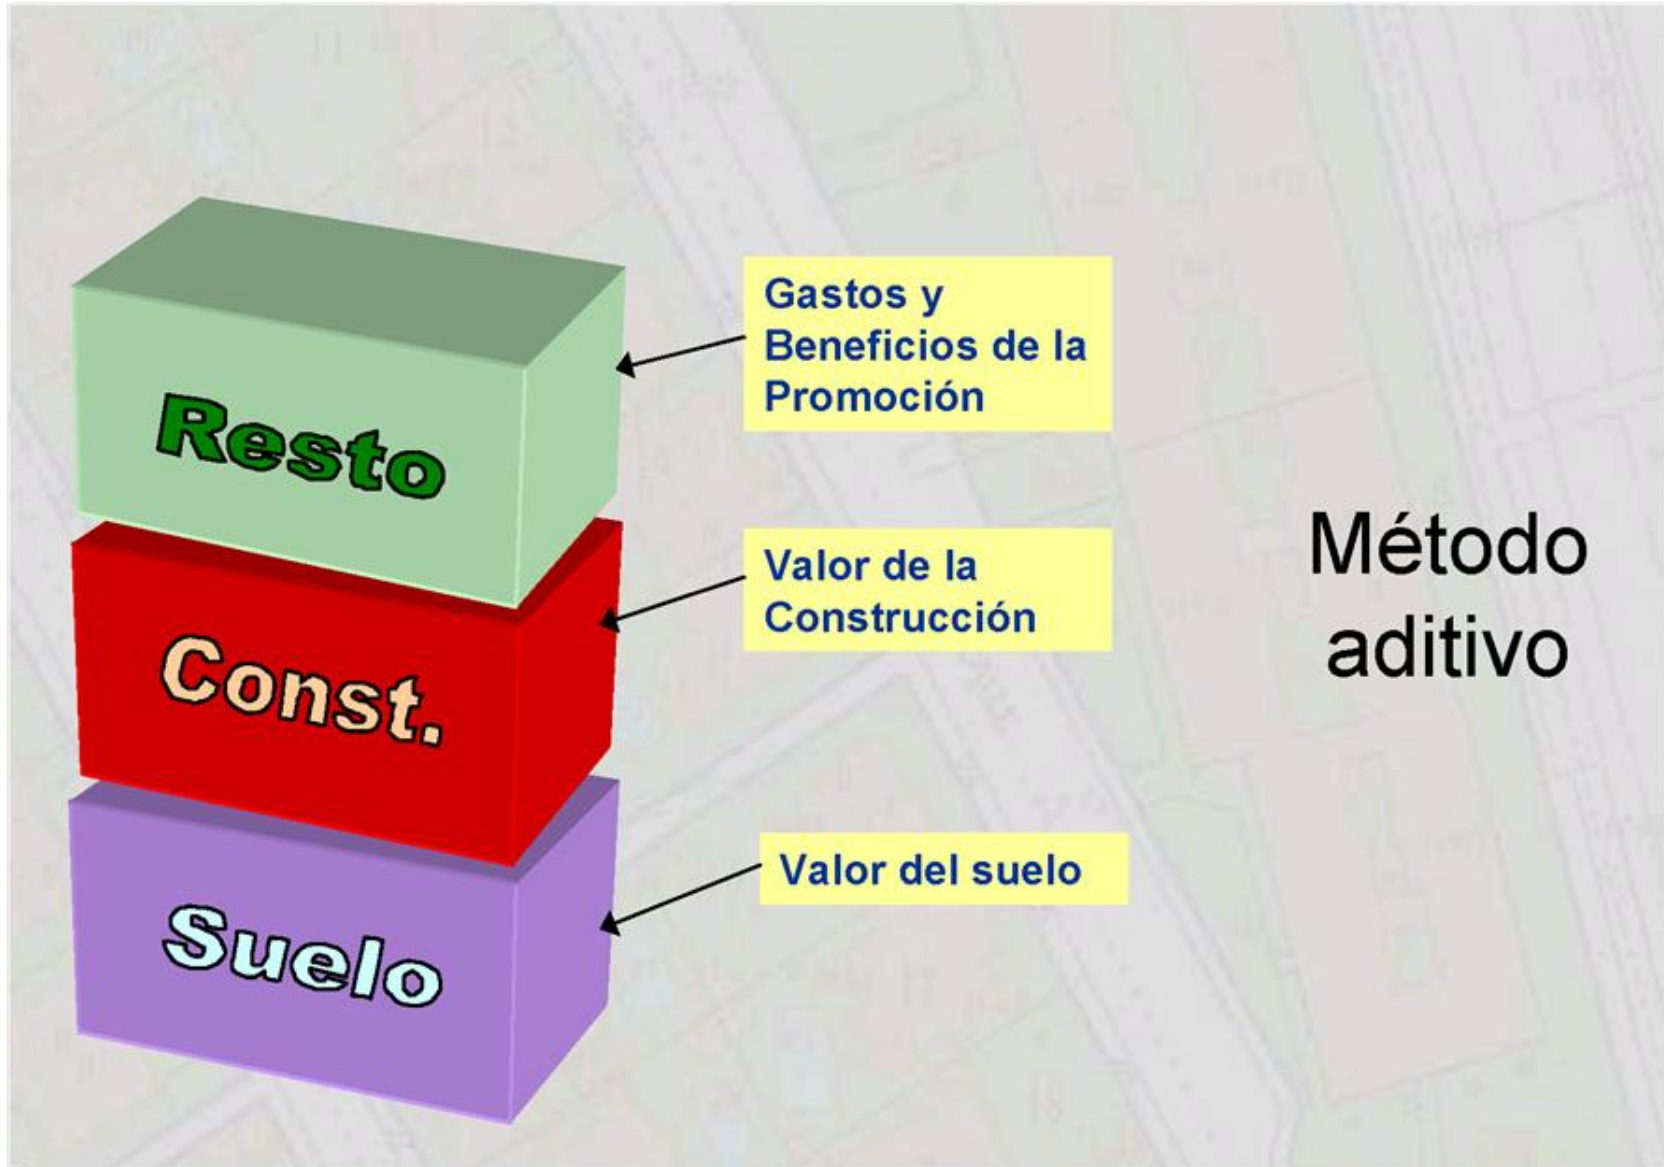 Resto
Gastos y
Beneficios de la
Promoción
Const.
Valor de la
Construcción
Suelo
Valor del suelo
Método
aditivo